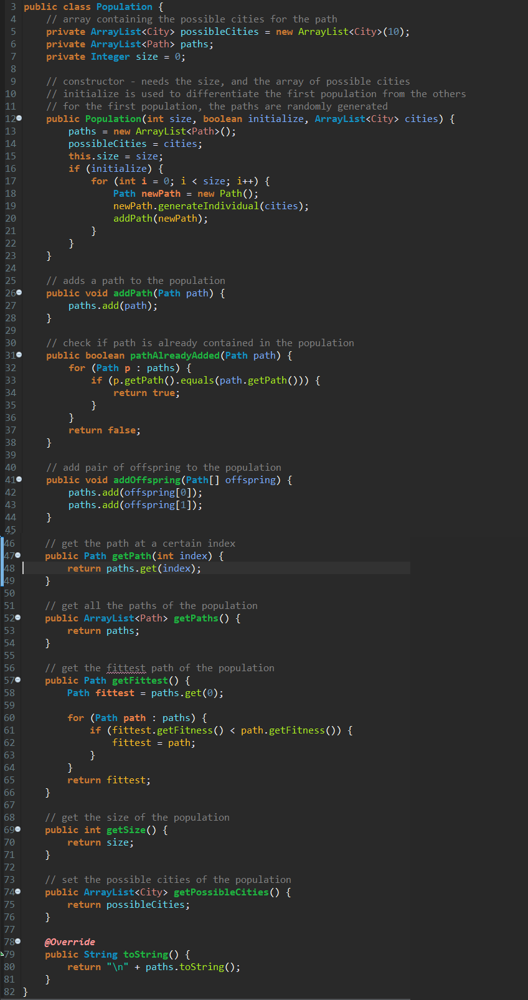 3 public class Population {
4 // array containing the possible cities for the path
5 private ArrayList<City> possibleCities = new ArrayList<City>(10);
6 private ArrayList<Path> paths;
7 private Integer size = 0;
8
9 // constructor - needs the size, and the array of possible cities
10 // initialize is used to differentiate the first population from the others
11 // for the first population, the paths are randomly generated
12 public Population(int size, boolean initialize, ArrayList<City> cities) {
13 paths = new ArrayList<Path>();
14 possibleCities = cities;
15 this.size = size;
16 if (initialize) {
17 for (int i = 0; i < size; i++) {
18 Path newPath = new Path();
19 newPath.generateIndividual(cities);
20 addPath(newPath);
21 }
22 }
23 }
24
25 // adds a path to the population
26 public void addPath(Path path) {
27 paths.add(path);
28 }
29
30 // check if path is already contained in the population
31 public boolean pathAlreadyAdded(Path path) {
32 for (Path p : paths) {
33 if (p.getPath().equals(path.getPath())) {
34 return true;
35 }
36 }
37 return false;
38 }
39
40 // add pair of offspring to the population
41 public void addOffspring(Path[] offspring) {
42 paths.add(offspring[0]);
43 paths.add(offspring[1]);
44 }
45
46 // get the path at a certain index
47 public Path getPath(int index) {
48 return paths.get(index);
49 }
50
51 // get all the paths of the population
52 public ArrayList<Path> getPaths() {
53 return paths;
54 }
55
56 // get the fittest path of the population
57 public Path getFittest() {
58 Path fittest = paths.get(0);
59
60 for (Path path : paths) {
61 if (fittest.getFitness() < path.getFitness()) {
62 fittest = path;
63 }
64 }
65 return fittest;
66 }
67
68 // get the size of the population
69 public int getSize() {
70 return size;
71 }
72
73 // set the possible cities of the population
74 public ArrayList<City> getPossibleCities() {
75 return possibleCities;
76 }
77
78 @Override
79 public String toString() {
80 return "\n" + paths.toString();
81 }
82 }